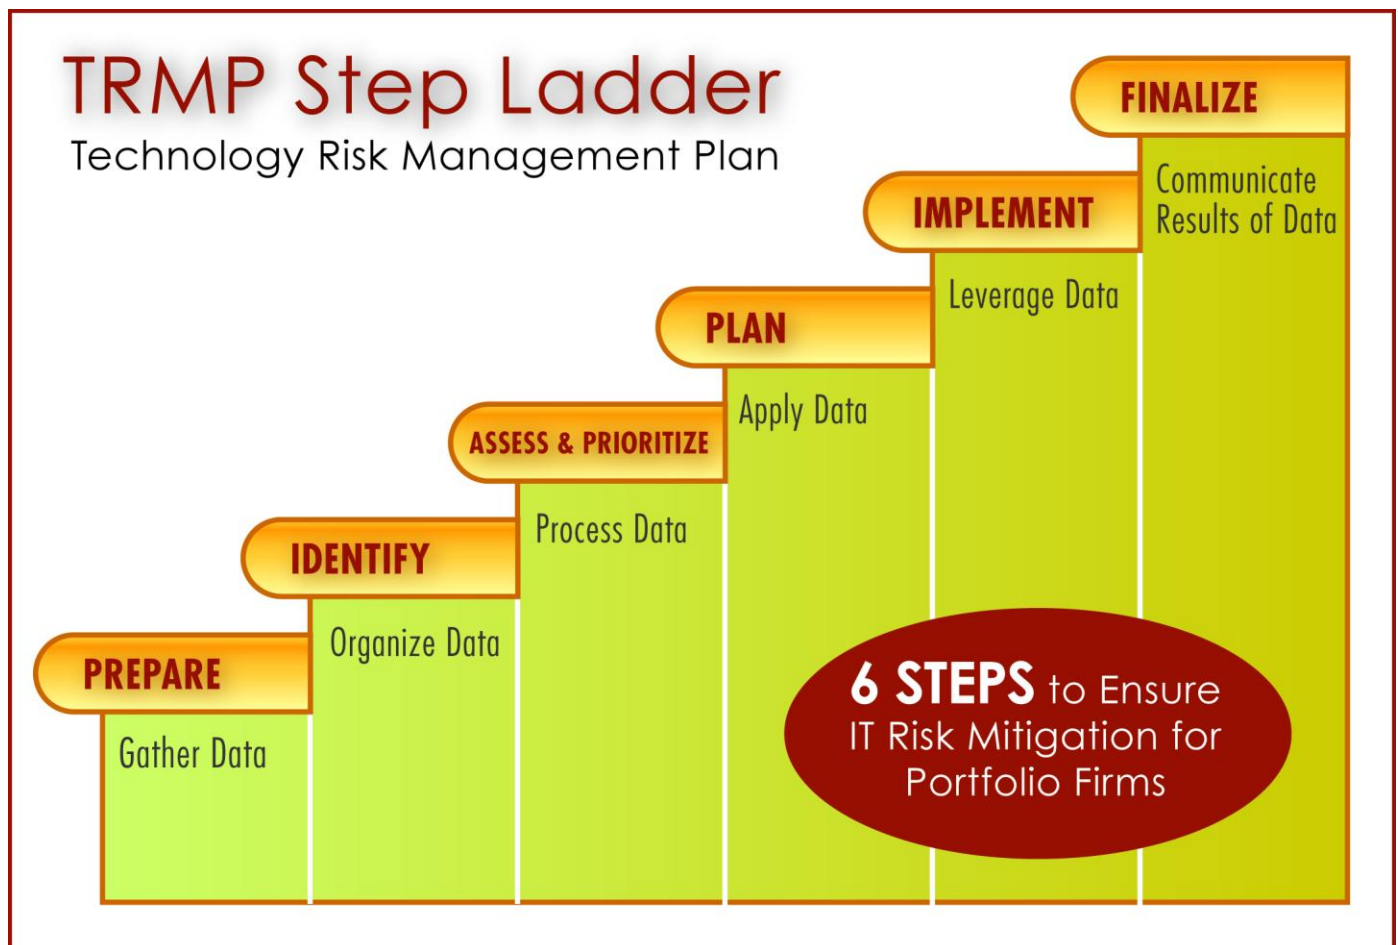 TRMP Step Ladder
Technology Risk Management Plan
PREPARE
Gather Data
IDENTIFY
Organize Data
ASSESS & PRIORITIZE
Process Data
PLAN
Apply Data
IMPLEMENT
Leverage Data
FINALIZE
Communicate
Results of Data
6 STEPS to Ensure
IT Risk Mitigation for
Portfolio Firms